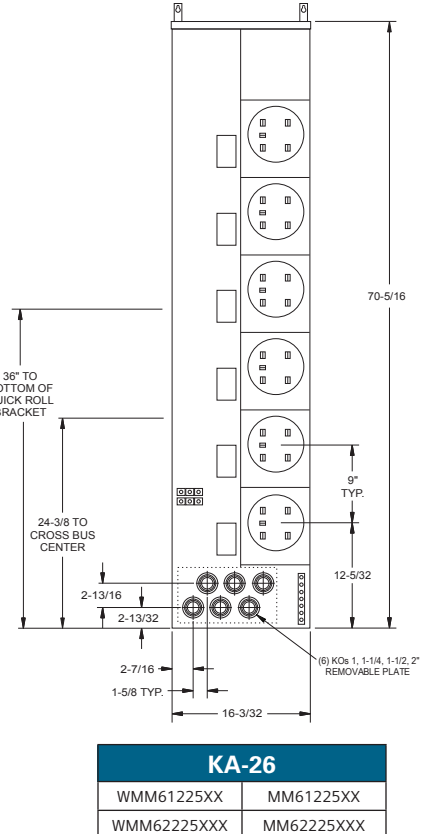 70-5/16
36" TO
OTTOM OF
UICK ROLL
BRACKET
9"
TYP.
24-3/8 TO
CROSS BUS
CENTER
12-5/32
2-13/16
2-13/32
2-7/16
(6) KOs 1, 1-1/4, 1-1/2, 2"
REMOVABLE PLATE
1-5/8 TYP.
16-3/32
KA-26
WMM61225XX MM61225XX
WMM62225XXX MM62225XXX